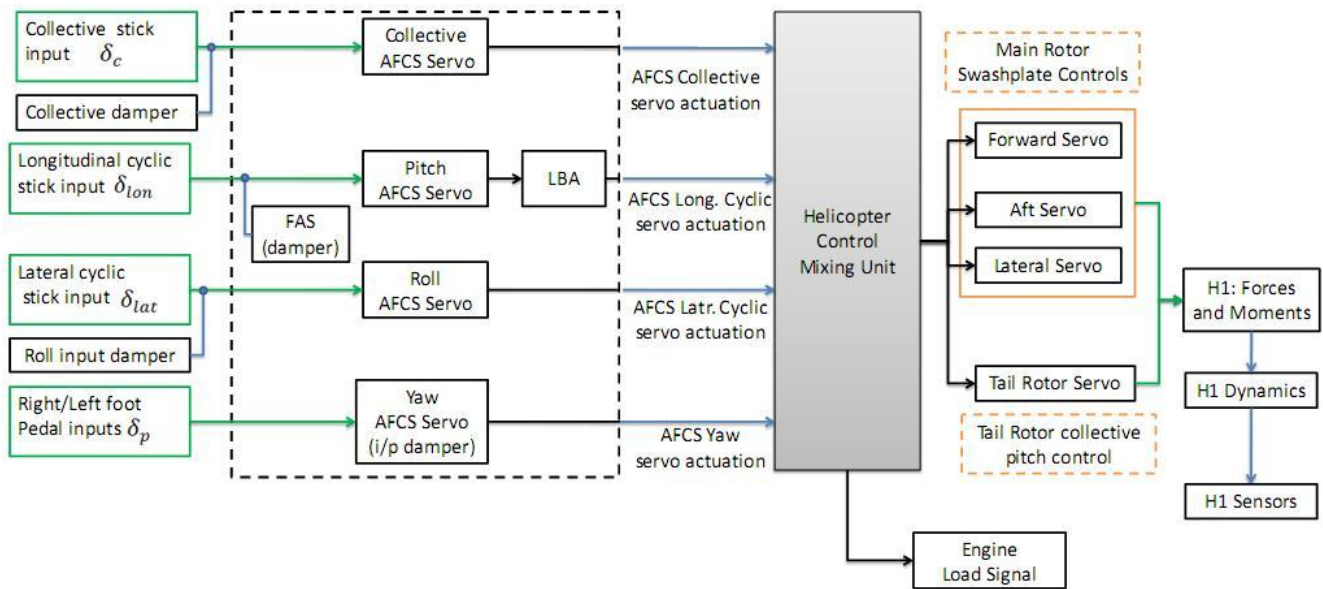 Collective stick
input δc
Collective damper
Longitudinal cyclic
stick input δlon
FAS
(damper)
Lateral cyclic
stick input δlat
Roll input damper
Right/Left foot
Pedal inputs δp
Collective
AFCS Servo
Pitch
AFCS Servo
LBA
Roll
AFCS Servo
Yaw
AFCS Servo
(i/p damper)
AFCS Collective
servo actuation
AFCS Long. Cyclic
servo actuation
AFCS Latr. Cyclic
servo actuation
AFCS Yaw
servo actuation
Helicopter
Control
Mixing Unit
Engine
Load Signal
Main Rotor
Swashplate Controls
Forward Servo
Aft Servo
Lateral Servo
Tail Rotor Servo
Tail Rotor collective
pitch control
H1: Forces
and Moments
H1 Dynamics
H1 Sensors